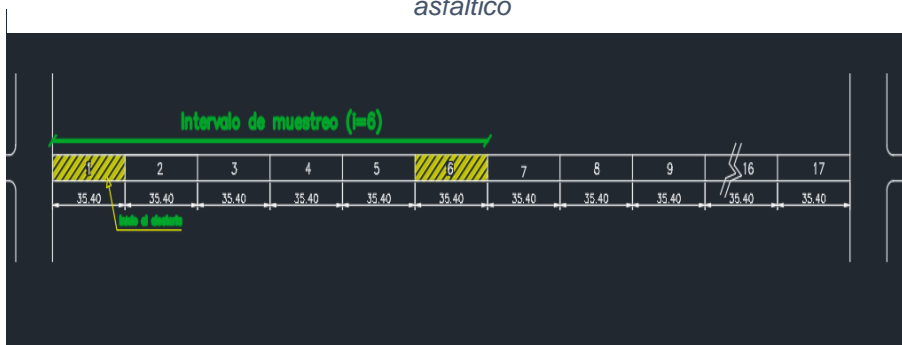 asfáltico
Intervalo de muestreo (i=6)
1 2 3 4 5 6 7 8 9 16 17
35.40 35.40 35.40 35.40 35.40 35.40 35.40 35.40 35.40 35.40 35.40
Inicio al